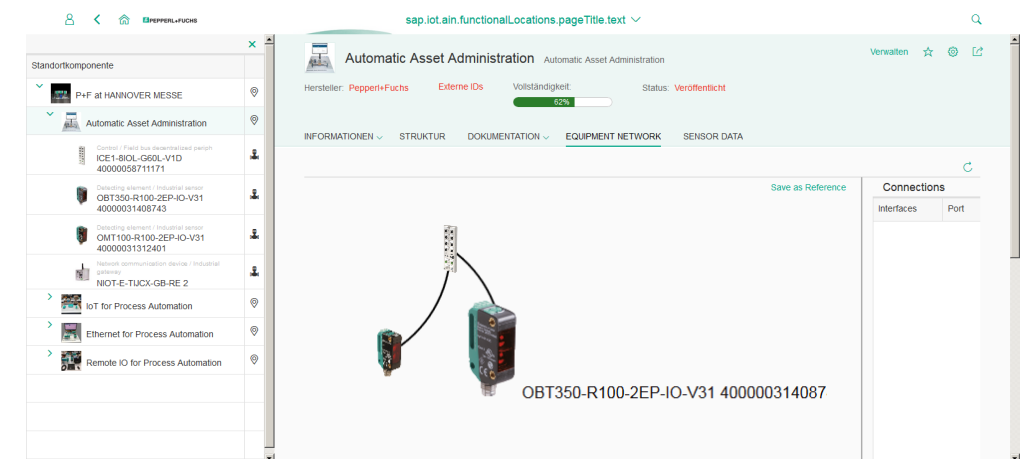 PEPPERL+FUCHS
sap.iot.ain.functionalLocations.pageTitle.text
Standortkomponente
P+F at HANNOVER MESSE
Automatic Asset Administration
Control / Field bus decentralized periph
ICE1-8IOL-G60L-V1D
40000058711171
Detecting element / Industrial sensor
OBT350-R100-2EP-IO-V31
40000031408743
Detecting element / Industrial sensor
OMT100-R100-2EP-IO-V31
40000031312401
Network communication device / Industrial
gateway
NIOT-E-TIJCX-GB-RE 2
IoT for Process Automation
Ethernet for Process Automation
Remote IO for Process Automation
Automatic Asset Administration Automatic Asset Administration
Verwalten
Hersteller: Pepperl+Fuchs Externe IDs Vollständigkeit: Status: Veröffentlicht
62%
INFORMATIONEN STRUKTUR DOKUMENTATION EQUIPMENT NETWORK SENSOR DATA
Save as Reference
OBT350-R100-2EP-IO-V31 400000314087
Connections
Interfaces Port